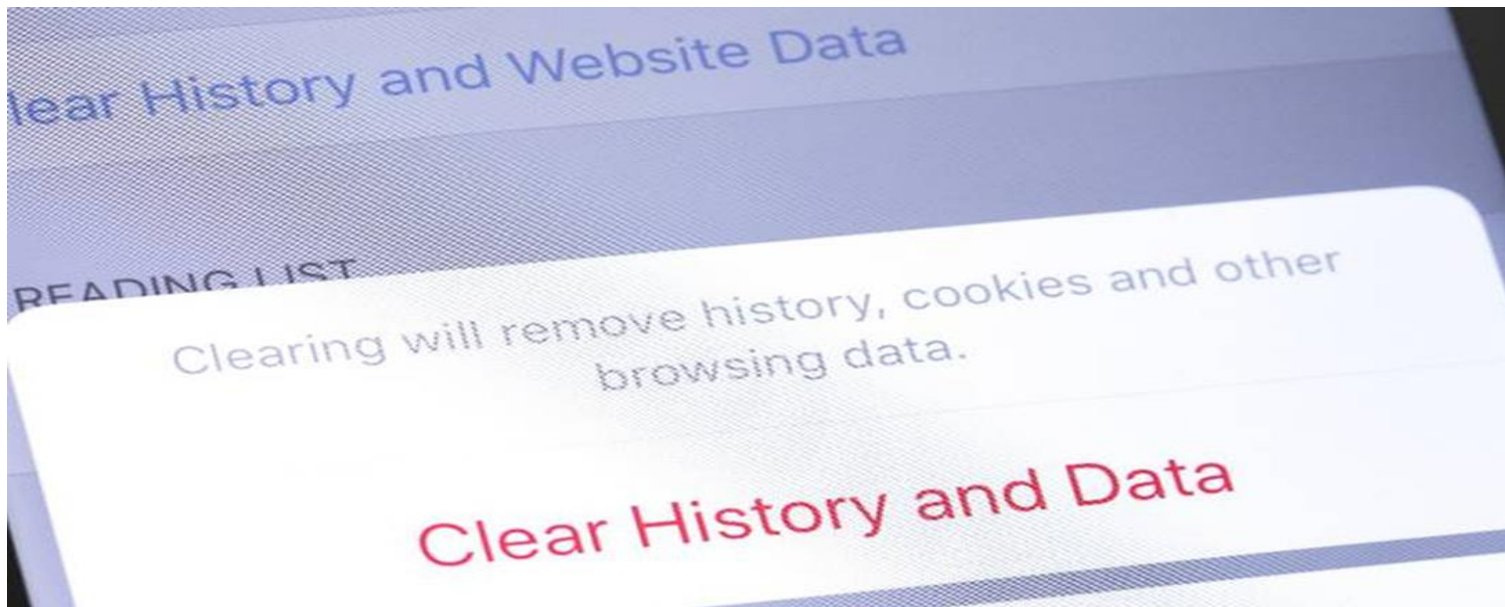 lear History and Website Data
READING LIST
Clearing will remove history, cookies and other
browsing data.
Clear History and Data